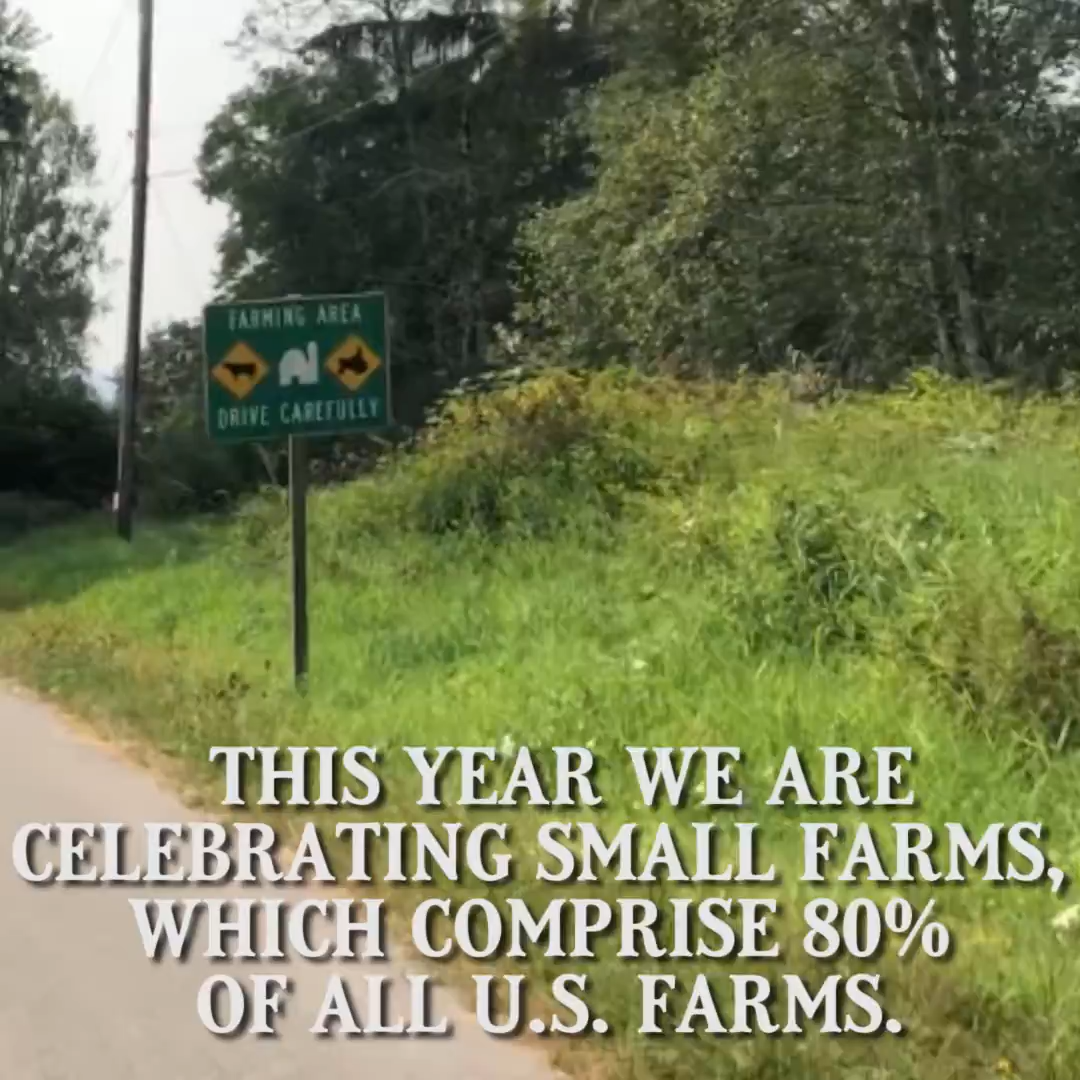 FARMING AREA
DRIVE CAREFULLY
THIS YEAR WE ARE
CELEBRATING SMALL FARMS,
WHICH COMPRISE 80%
OF ALL U.S. FARMS.